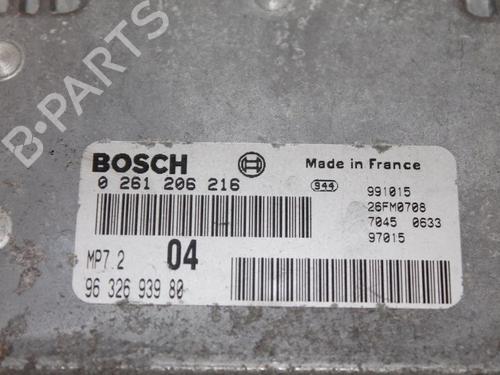 B-PARTS
BOSCH
Made in France
0 261 206 216
944
991015
26FM0708
7045 0633
97015
MP7.2
04
96 326 939 80